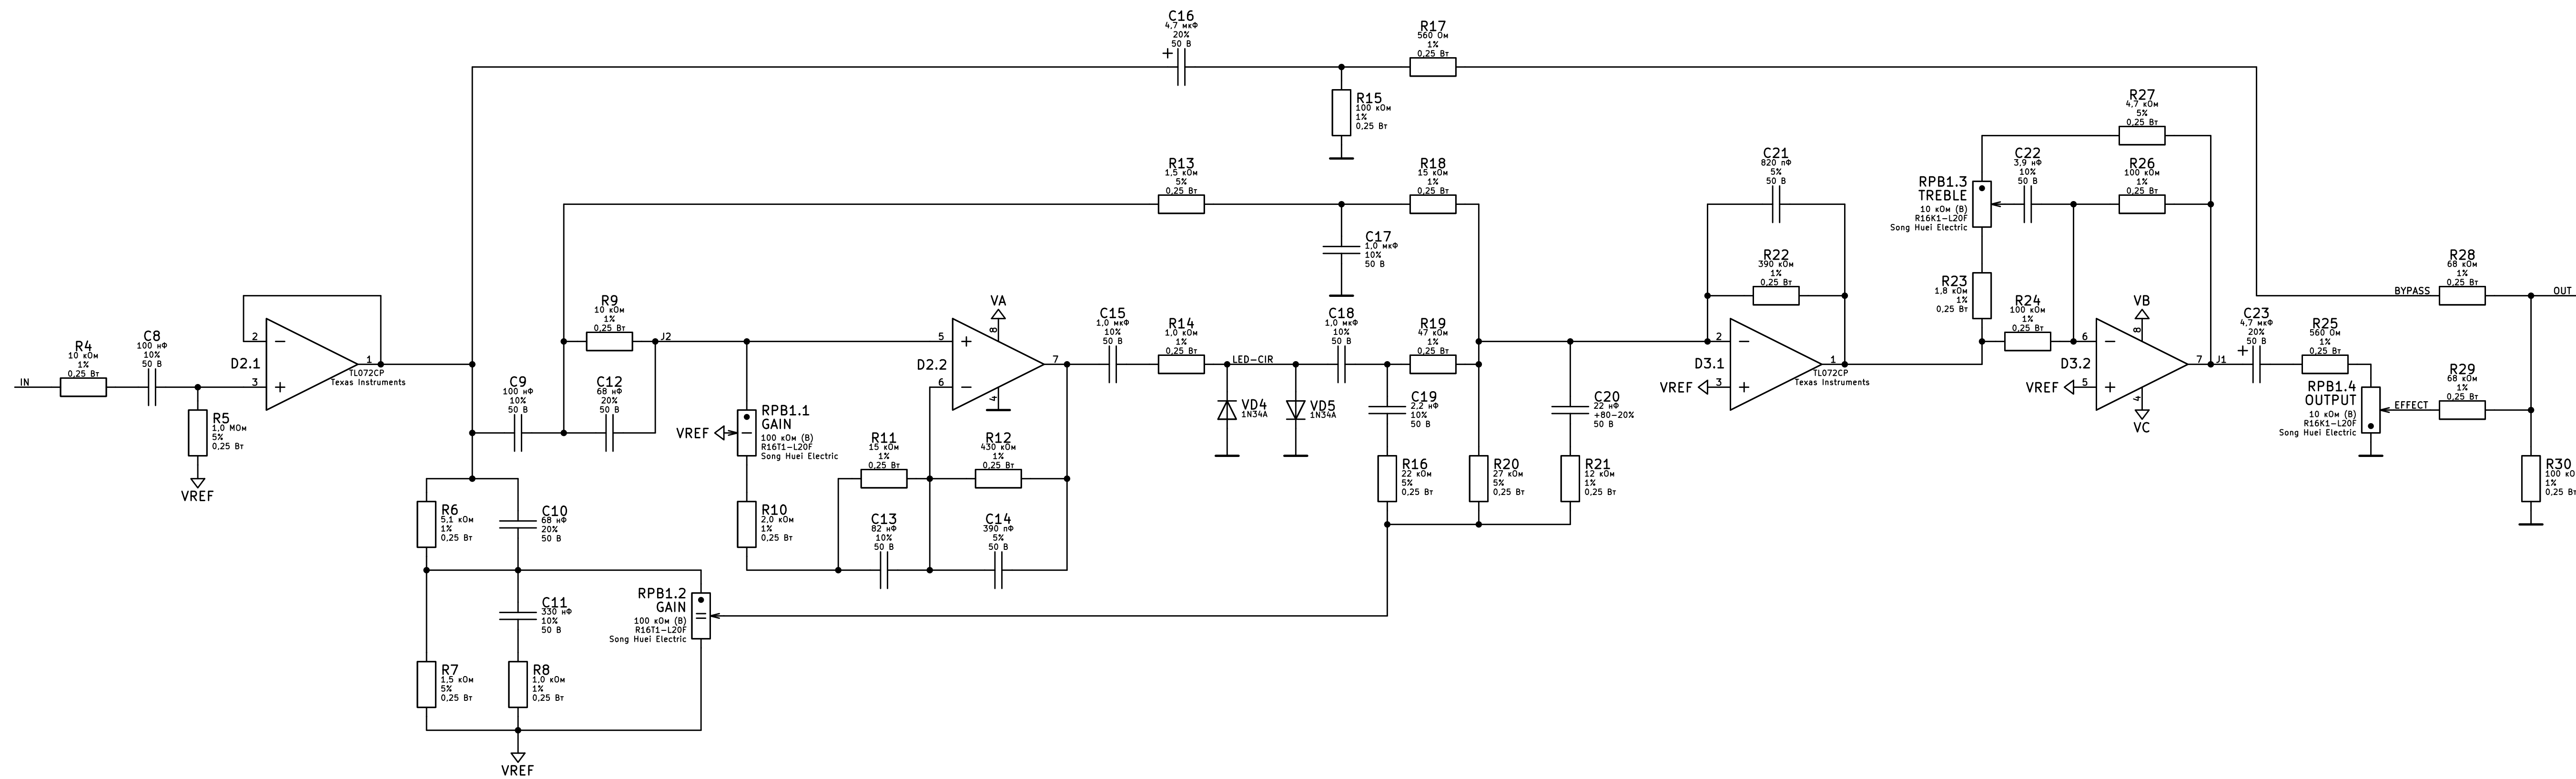 C16
4,7 мкФ
20%
50 В
+
R17
560 Ом
1%
0,25 Вт
R15
100 кОм
1%
0,25 Вт
R27
4,7 кОм
5%
0,25 Вт
R13
1,5 кОм
5%
0,25 Вт
R18
15 кОм
1%
0,25 Вт
C21
820 пФ
5%
50 В
RPB1.3
TREBLE
10 кОм (B)
R16K1-L20F
Song Huei Electric
C22
3,9 нФ
10%
50 В
R26
100 кОм
1%
0,25 Вт
C17
1,0 мкФ
10%
50 В
R22
390 кОм
1%
0,25 Вт
R23
1,8 кОм
1%
0,25 Вт
R28
68 кОм
1%
0,25 Вт
BYPASS
OUT
IN
R4
10 кОм
1%
0,25 Вт
C8
100 нФ
10%
50 В
R5
1,0 МОм
5%
0,25 Вт
VREF
D2.1
2
3
1
TL072CP
Texas Instruments
R9
10 кОм
1%
0,25 Вт
J2
C9
100 нФ
10%
50 В
C12
68 нФ
20%
50 В
VREF
RPB1.1
GAIN
100 кОм (B)
R16T1-L20F
Song Huei Electric
VA
8
5
6
D2.2
7
4
C15
1,0 мкФ
10%
50 В
R14
1,0 кОм
1%
0,25 Вт
LED-CIR
VD4
1N34A
VD5
1N34A
C18
1,0 мкФ
10%
50 В
R19
47 кОм
1%
0,25 Вт
C19
2,2 нФ
10%
50 В
C20
22 нФ
+80-20%
50 В
R16
22 кОм
5%
0,25 Вт
R20
27 кОм
5%
0,25 Вт
R21
12 кОм
1%
0,25 Вт
2
D3.1
VREF
3
1
TL072CP
Texas Instruments
R24
100 кОм
1%
0,25 Вт
VB
8
6
D3.2
VREF
5
7
J1
4
VC
C23
4,7 мкФ
20%
50 В
+
R25
560 Ом
1%
0,25 Вт
RPB1.4
OUTPUT
10 кОм (B)
R16K1-L20F
Song Huei Electric
EFFECT
R29
68 кОм
1%
0,25 Вт
R30
100 кО
1%
0,25 Вт
R11
15 кОм
1%
0,25 Вт
R12
430 кОм
1%
0,25 Вт
R10
2,0 кОм
1%
0,25 Вт
C13
82 нФ
10%
50 В
C14
390 пФ
5%
50 В
R6
5,1 кОм
1%
0,25 Вт
C10
68 нФ
20%
50 В
C11
330 нФ
10%
50 В
RPB1.2
GAIN
100 кОм (B)
R16T1-L20F
Song Huei Electric
R7
1,5 кОм
5%
0,25 Вт
R8
1,0 кОм
1%
0,25 Вт
VREF